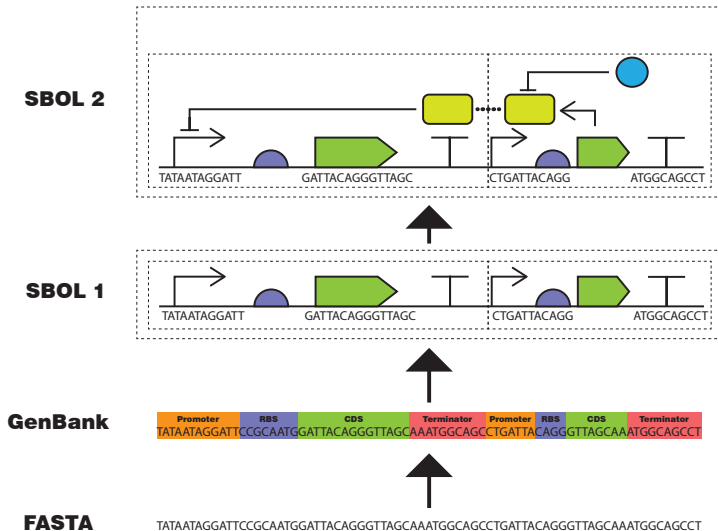 SBOL 2
TATAATAGGATT GATTACAGGGTTAGC CTGATTACAGG ATGGCAGCCT
SBOL 1
TATAATAGGATT GATTACAGGGTTAGC CTGATTACAGG ATGGCAGCCT
GenBank
Promoter RBS CDS Terminator Promoter RBS CDS Terminator
TATAATAGGATTCCGCAATGGATTACAGGGTTAGCAAATGGCAGCCTGATTACAGGGTTAGCAAATGGCAGCCT
FASTA
TATAATAGGATTCCGCAATGGATTACAGGGTTAGCAAATGGCAGCCTGATTACAGGGTTAGCAAATGGCAGCCT